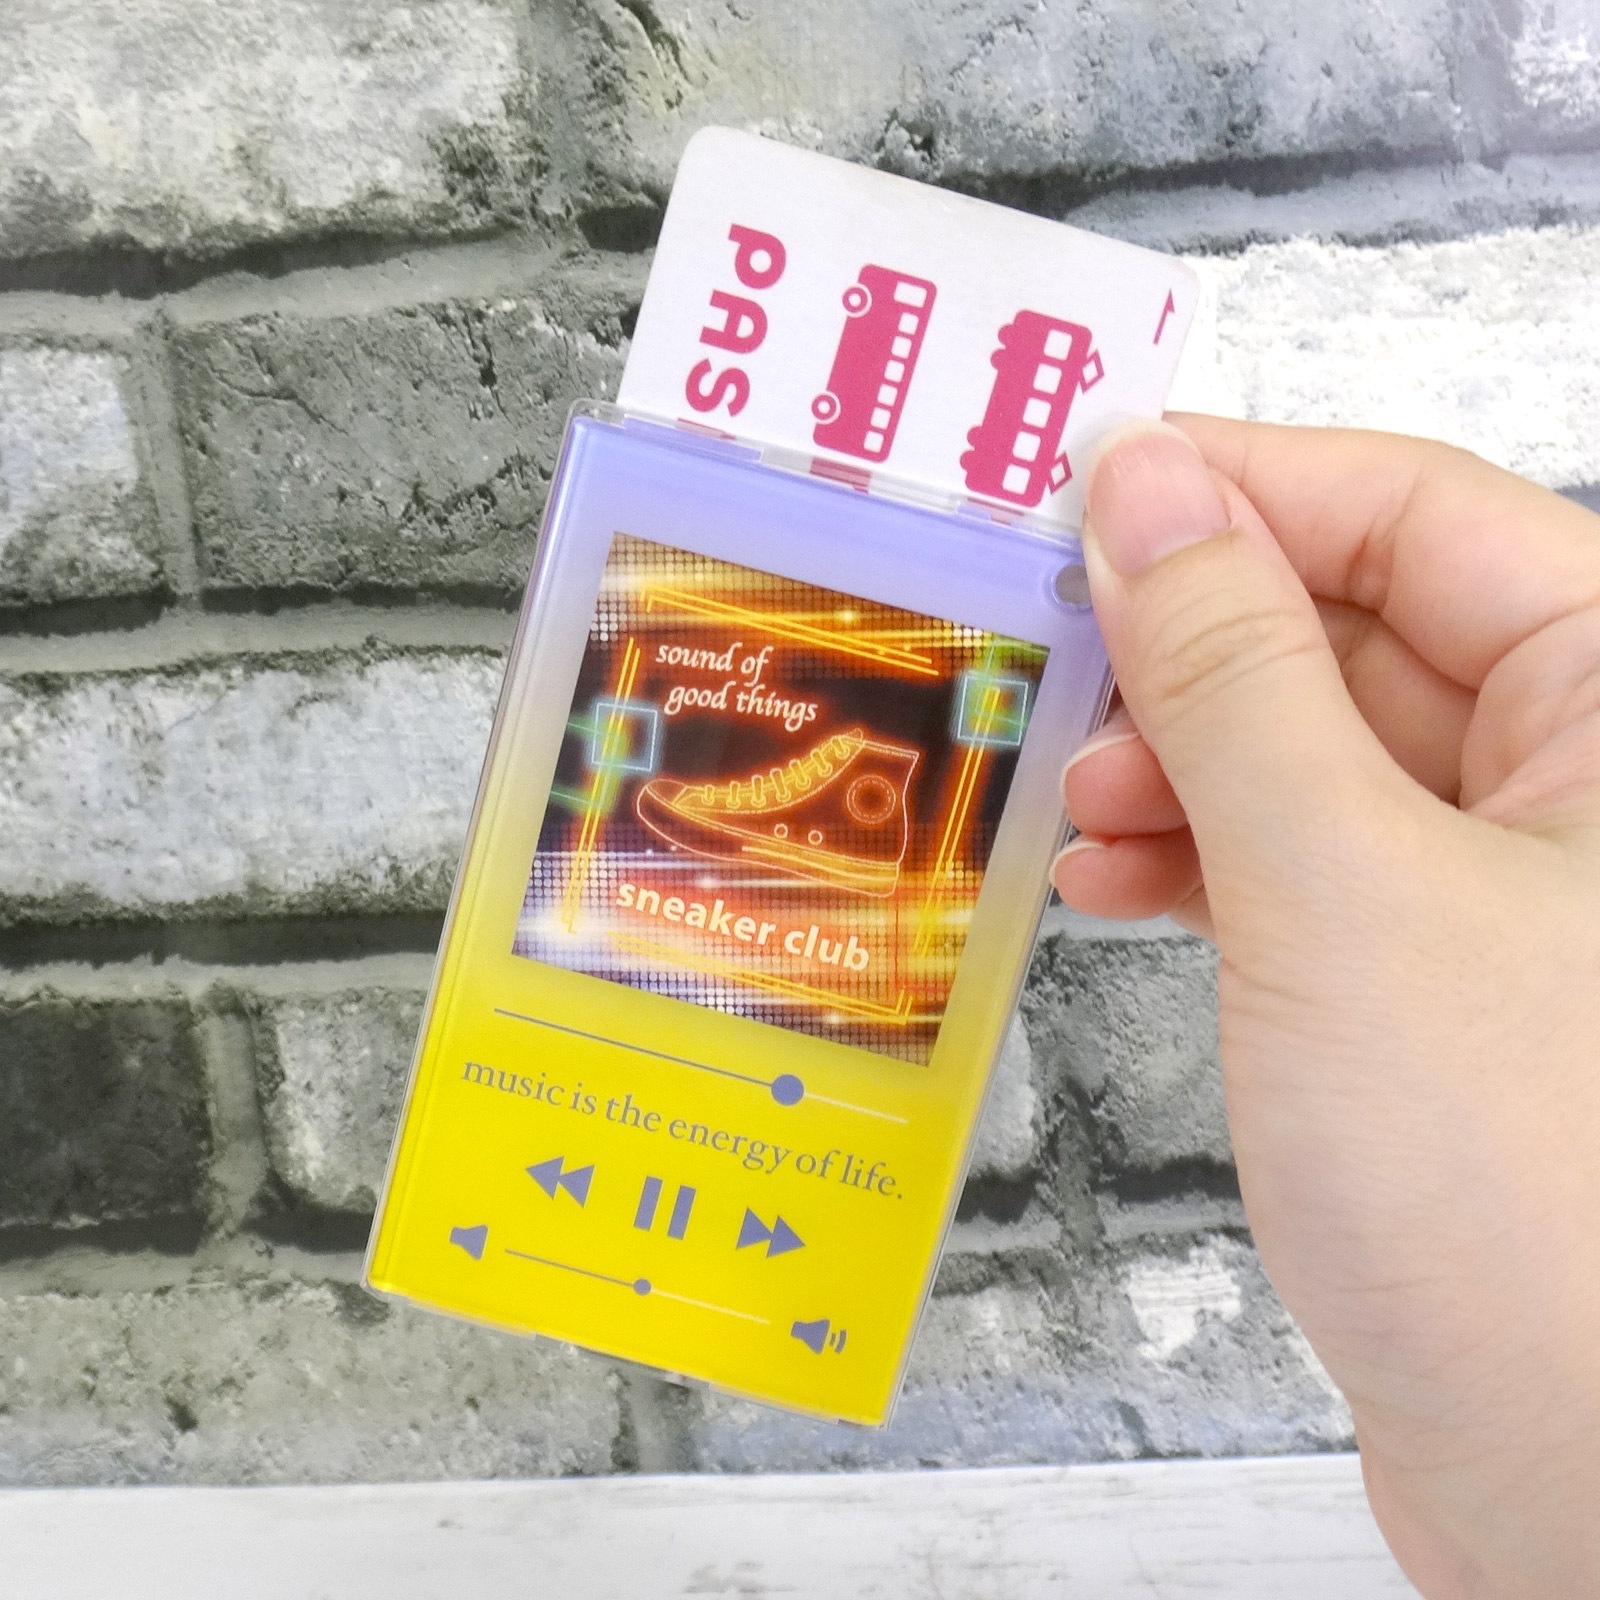 PAS
sound of
good things
sneaker club
music is the energy of life.